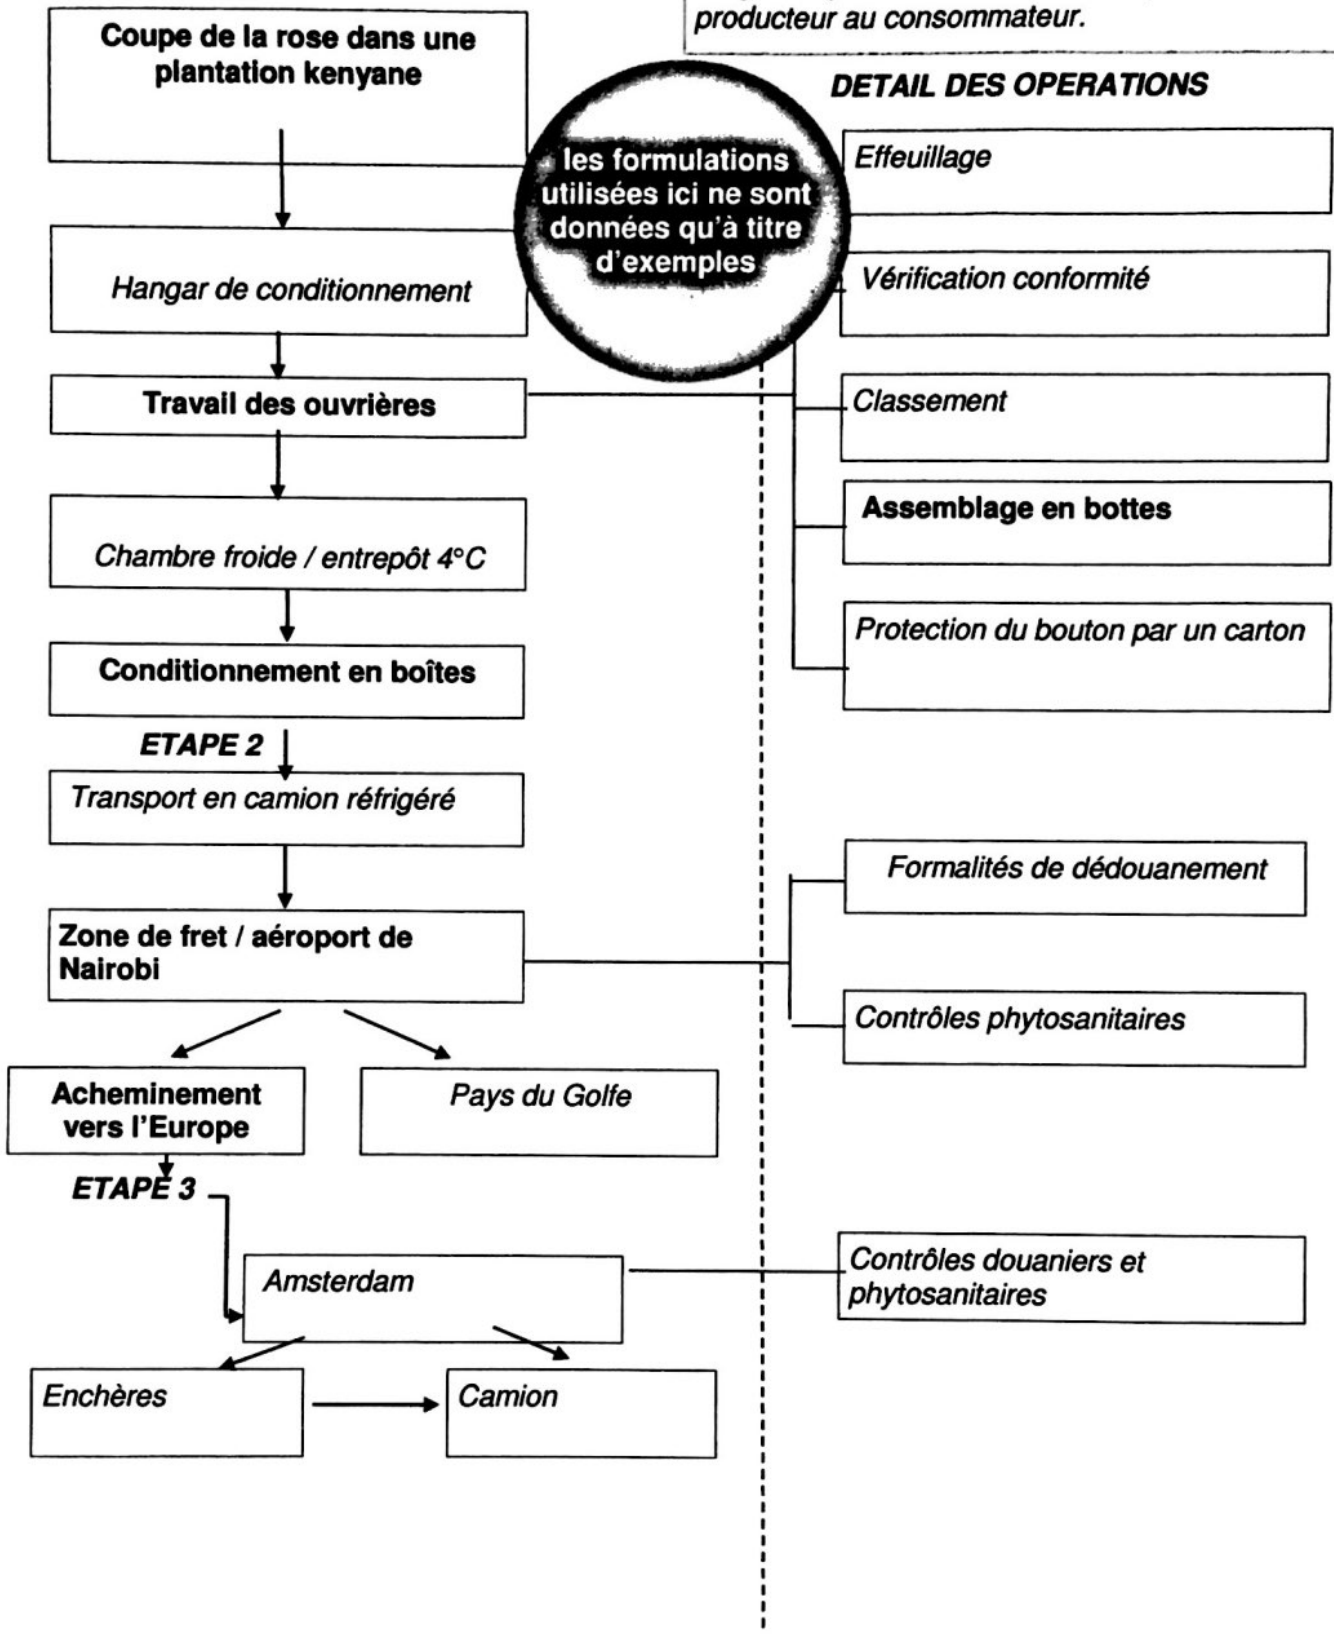 producteur au consommateur.
Coupe de la rose dans une
plantation kenyane
DETAIL DES OPERATIONS
les formulations
utilisées ici ne sont
données qu'à titre
d'exemples
Effeuillage
Hangar de conditionnement
Vérification conformité
Travail des ouvrières
Classement
Assemblage en bottes
Chambre froide / entrepôt 4°C
Protection du bouton par un carton
Conditionnement en boîtes
ETAPE 2
Transport en camion réfrigéré
Formalités de dédouanement
Zone de fret / aéroport de
Nairobi
Contrôles phytosanitaires
Acheminement
vers l'Europe
Pays du Golfe
ETAPE 3
Amsterdam
Contrôles douaniers et
phytosanitaires
Enchères
Camion